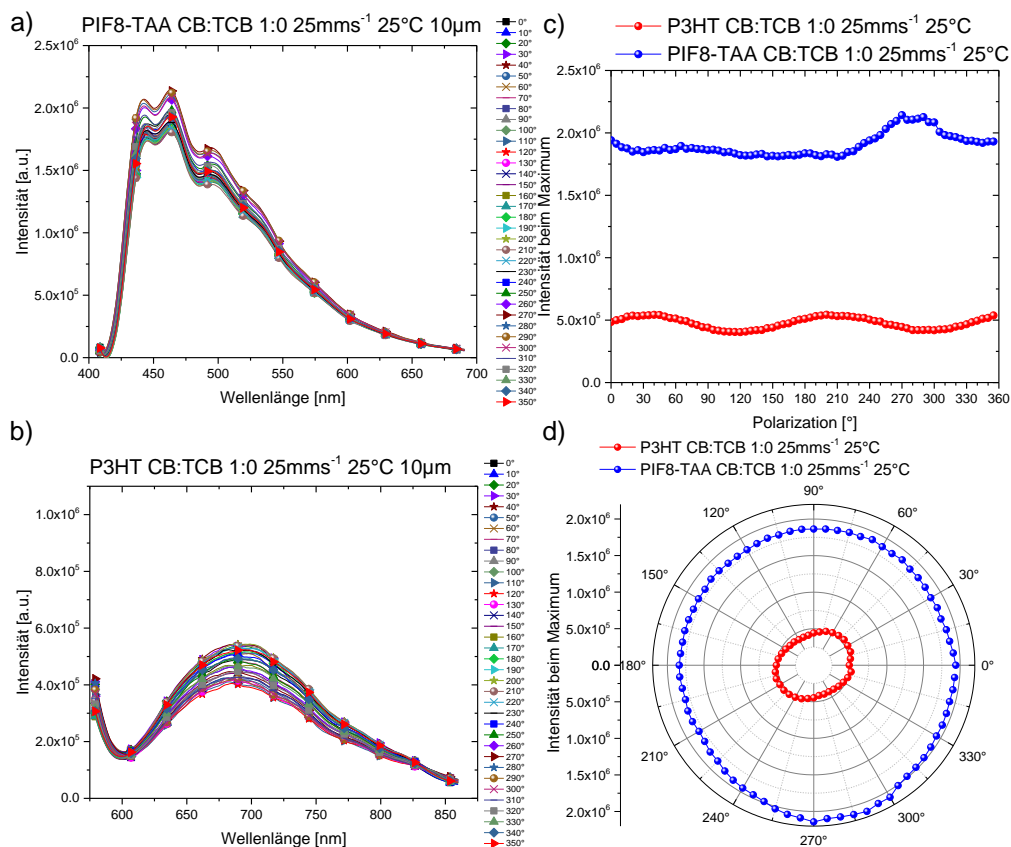 a)
PIF8-TAA CB:TCB 1:0 25mms⁻¹ 25°C 10µm
2.5x10⁶
2.0x10⁶
1.5x10⁶
1.0x10⁶
5.0x10⁵
0.0
Intensität [a.u.]
400 450 500 550 600 650 700
Wellenlänge [nm]
0°
10°
20°
30°
40°
50°
60°
70°
80°
90°
100°
110°
120°
130°
140°
150°
160°
170°
180°
190°
200°
210°
220°
230°
240°
250°
260°
270°
280°
290°
300°
310°
320°
330°
340°
350°
c)
P3HT CB:TCB 1:0 25mms⁻¹ 25°C
PIF8-TAA CB:TCB 1:0 25mms⁻¹ 25°C
2.5x10⁶
2.0x10⁶
1.5x10⁶
1.0x10⁶
5.0x10⁵
0.0
Intensität beim Maximum
0 30 60 90 120 150 180 210 240 270 300 330 360
Polarization [°]
b)
P3HT CB:TCB 1:0 25mms⁻¹ 25°C 10µm
1.0x10⁶
8.0x10⁵
6.0x10⁵
4.0x10⁵
2.0x10⁵
0.0
Intensität [a.u.]
600 650 700 750 800 850
Wellenlänge [nm]
0°
10°
20°
30°
40°
50°
60°
70°
80°
90°
100°
110°
120°
130°
140°
150°
160°
170°
180°
190°
200°
210°
220°
230°
240°
250°
260°
270°
280°
290°
300°
310°
320°
330°
340°
350°
d)
P3HT CB:TCB 1:0 25mms⁻¹ 25°C
PIF8-TAA CB:TCB 1:0 25mms⁻¹ 25°C
2.0x10⁶
1.5x10⁶
1.0x10⁶
5.0x10⁵
0.0
5.0x10⁵
1.0x10⁶
1.5x10⁶
2.0x10⁶
Intensität beim Maximum
90°
120° 60°
150° 30°
180° 0°
210° 330°
240° 300°
270°